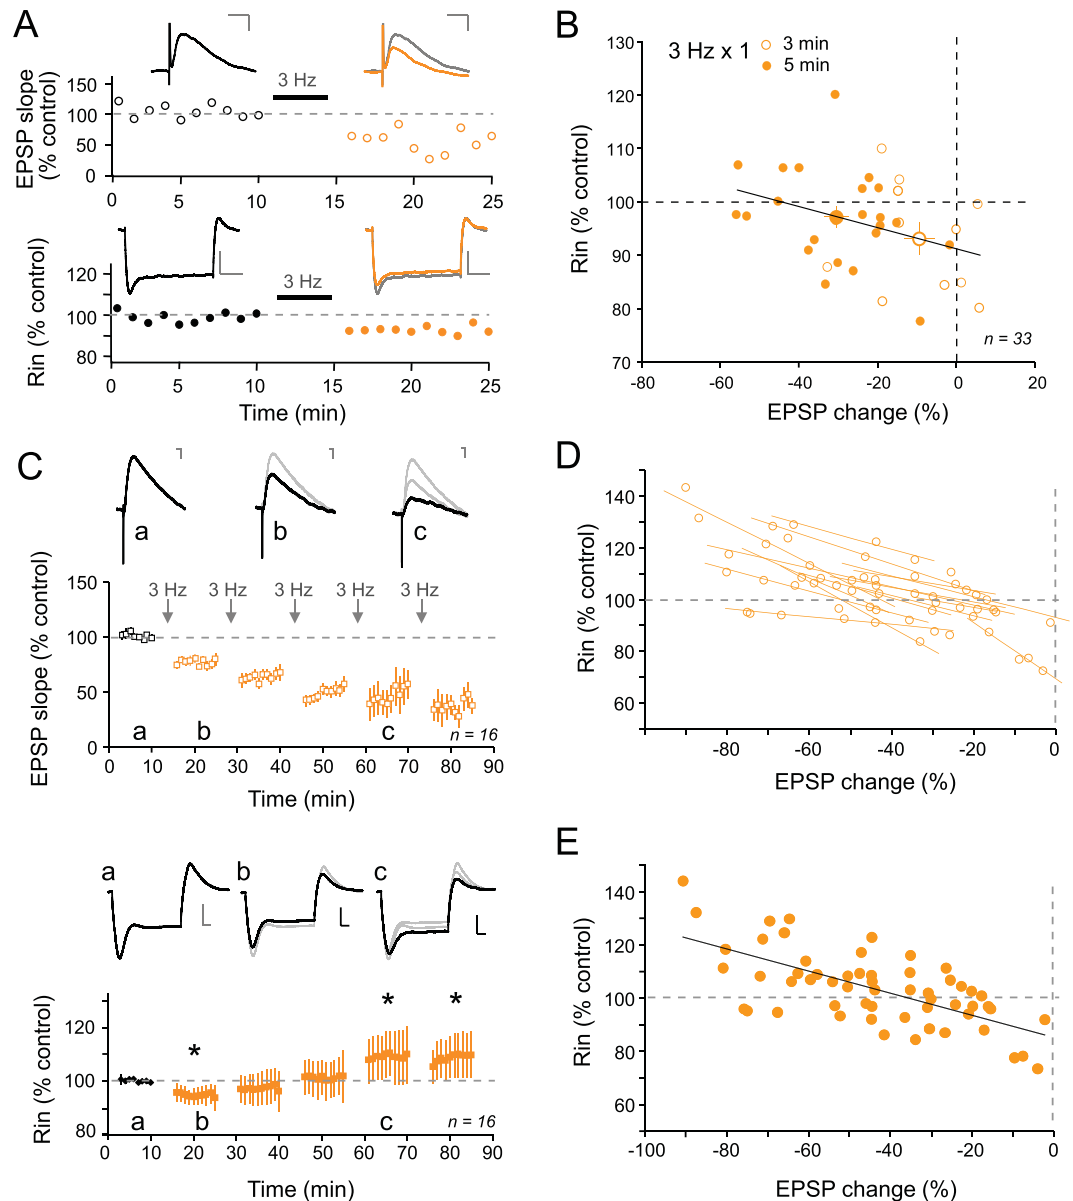 A
3 Hz
EPSP slope
(% control)
150
100
50
0
0 5 10 15 20 25
3 Hz
Rin (% control)
120
100
80
0 5 10 15 20 25
Time (min)
B
3 Hz x 1
3 min
5 min
Rin (% control)
130
120
110
100
90
80
70
n = 33
-80 -60 -40 -20 0 20
EPSP change (%)
C
a b c
3 Hz 3 Hz 3 Hz 3 Hz 3 Hz
EPSP slope (% control)
150
100
50
0
a b c
n = 16
0 10 20 30 40 50 60 70 80 90
Time (min)
a b c
* * *
Rin (% control)
120
100
80
a b c
n = 16
0 10 20 30 40 50 60 70 80 90
Time (min)
D
Rin (% control)
140
120
100
80
60
-80 -60 -40 -20 0
EPSP change (%)
E
Rin (% control)
140
120
100
80
60
-100 -80 -60 -40 -20 0
EPSP change (%)